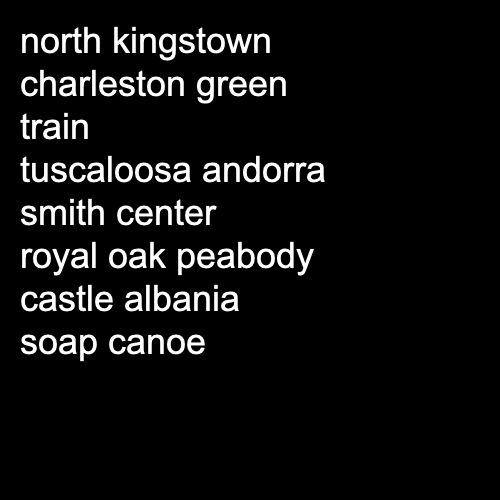 north kingstown
charleston green
train
tuscaloosa andorra
smith center
royal oak peabody
castle albania
soap canoe